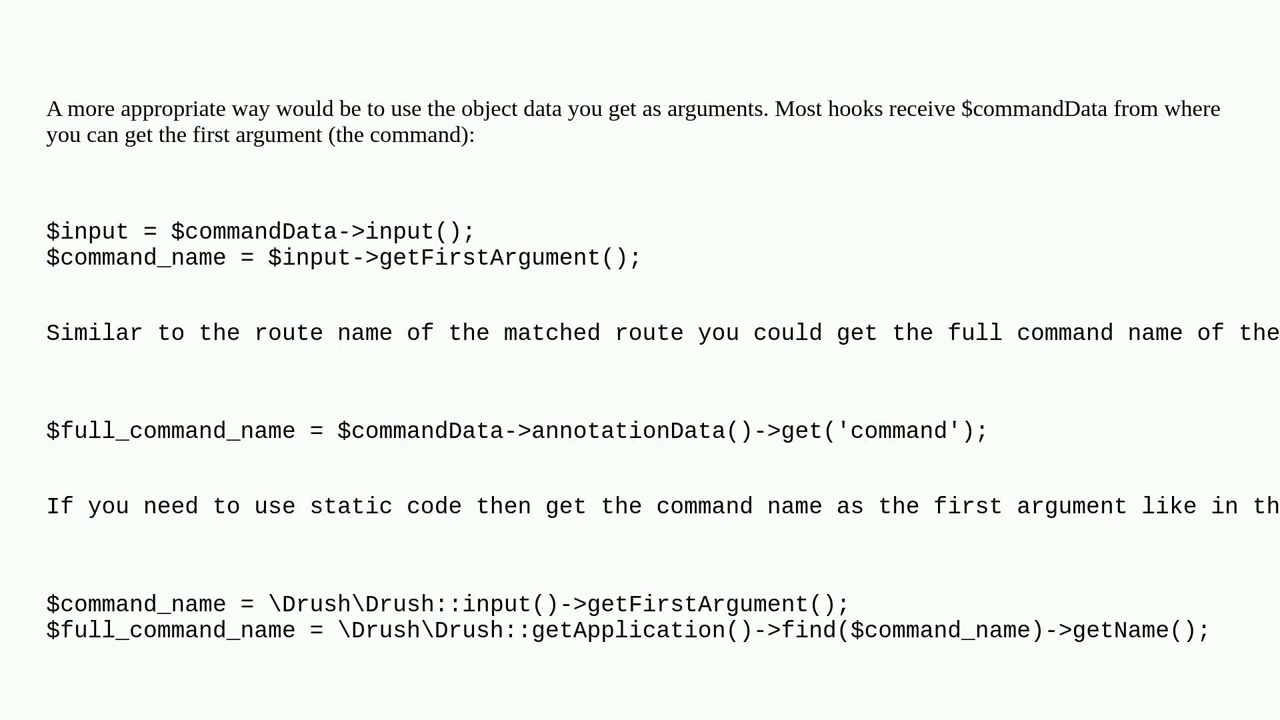 A more appropriate way would be to use the object data you get as arguments. Most hooks receive $commandData from where
you can get the first argument (the command):
$input = $commandData->input();
$command_name = $input->getFirstArgument();
Similar to the route name of the matched route you could get the full command name of the
$full_command_name = $commandData->annotationData()->get('command');
If you need to use static code then get the command name as the first argument like in th
$command_name = \Drush\Drush::input()->getFirstArgument();
$full_command_name = \Drush\Drush::getApplication()->find($command_name)->getName();